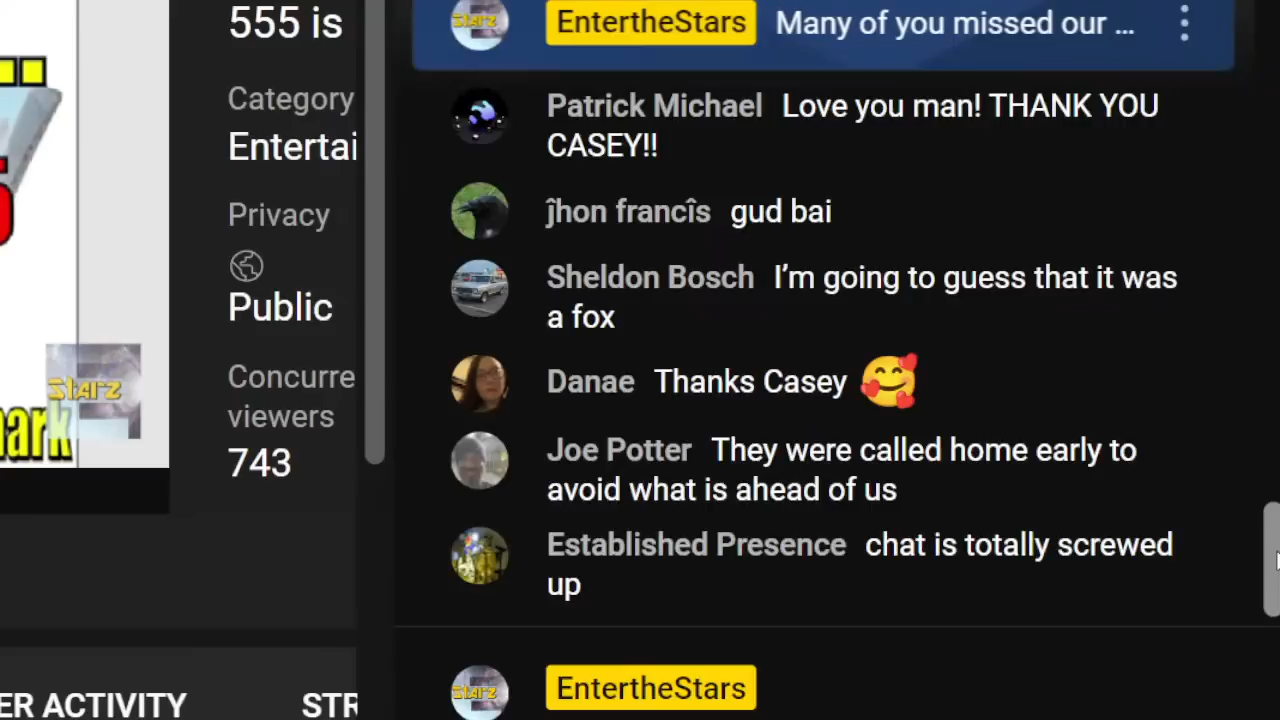 555 is
Category
Entertai
Privacy
Public
Concurre
viewers
743
ER ACTIVITY
STR
5
Starz
nark
EntertheStars Many of you missed our ...
Patrick Michael Love you man! THANK YOU
CASEY!!
ĵhon francîs gud bai
Sheldon Bosch I’m going to guess that it was
a fox
Danae Thanks Casey 🥰
Joe Potter They were called home early to
avoid what is ahead of us
Established Presence chat is totally screwed
up
EntertheStars